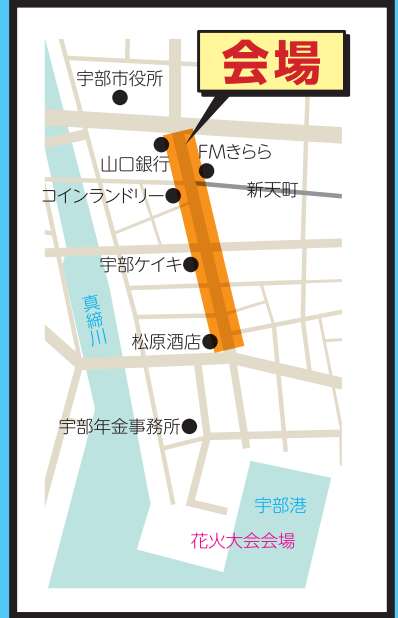 会場
宇部市役所
山口銀行
FMきらら
コインランドリー
新天町
宇部ケイキ
真締川
松原酒店
宇部年金事務所
宇部港
花火大会会場